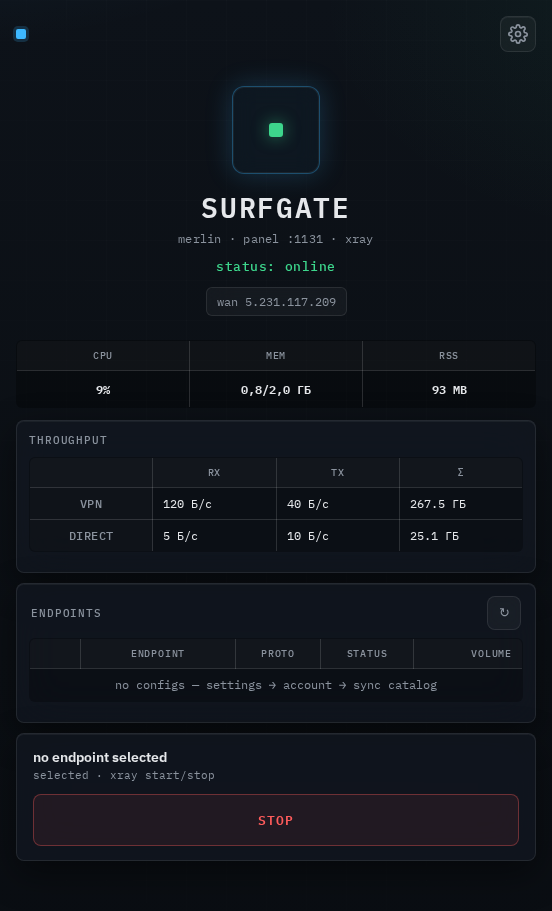 SURFGATE
merlin · panel :1131 · xray
status: online
wan 5.231.117.209
CPU MEM RSS
9% 0,8/2,0 ГБ 93 MB
THROUGHPUT
RX TX Σ
VPN 120 Б/с 40 Б/с 267.5 ГБ
DIRECT 5 Б/с 10 Б/с 25.1 ГБ
ENDPOINTS ↻
ENDPOINT PROTO STATUS VOLUME
no configs — settings → account → sync catalog
no endpoint selected
selected · xray start/stop
STOP